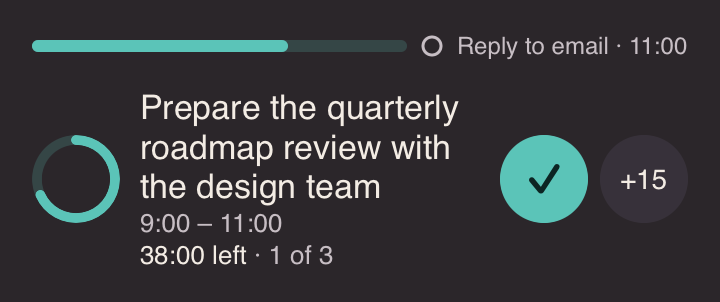 Reply to email · 11:00
Prepare the quarterly
roadmap review with
the design team
9:00 – 11:00
38:00 left · 1 of 3
+15